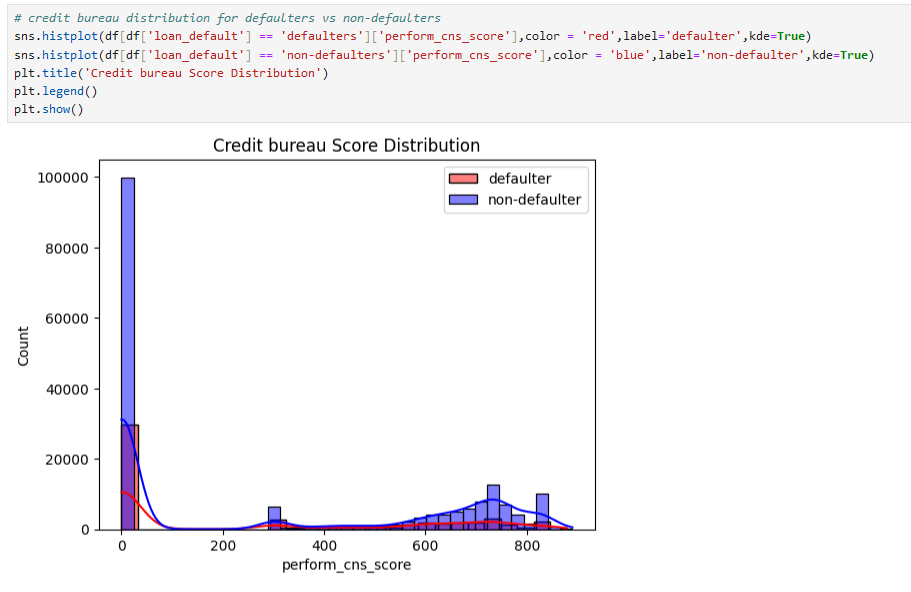 # credit bureau distribution for defaulters vs non-defaulters
sns.histplot(df[df['loan_default'] == 'defaulters']['perform_cns_score'],color = 'red',label='defaulter',kde=True)
sns.histplot(df[df['loan_default'] == 'non-defaulters']['perform_cns_score'],color = 'blue',label='non-defaulter',kde=True)
plt.title('Credit bureau Score Distribution')
plt.legend()
plt.show()
Credit bureau Score Distribution
defaulter
non-defaulter
100000
80000
60000
40000
20000
0
Count
0 200 400 600 800
perform_cns_score